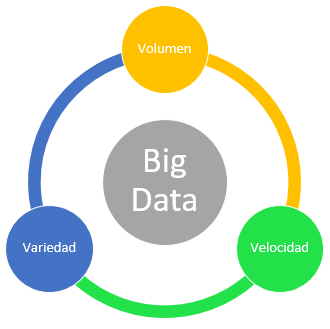 Volumen
Big
Data
Variedad
Velocidad